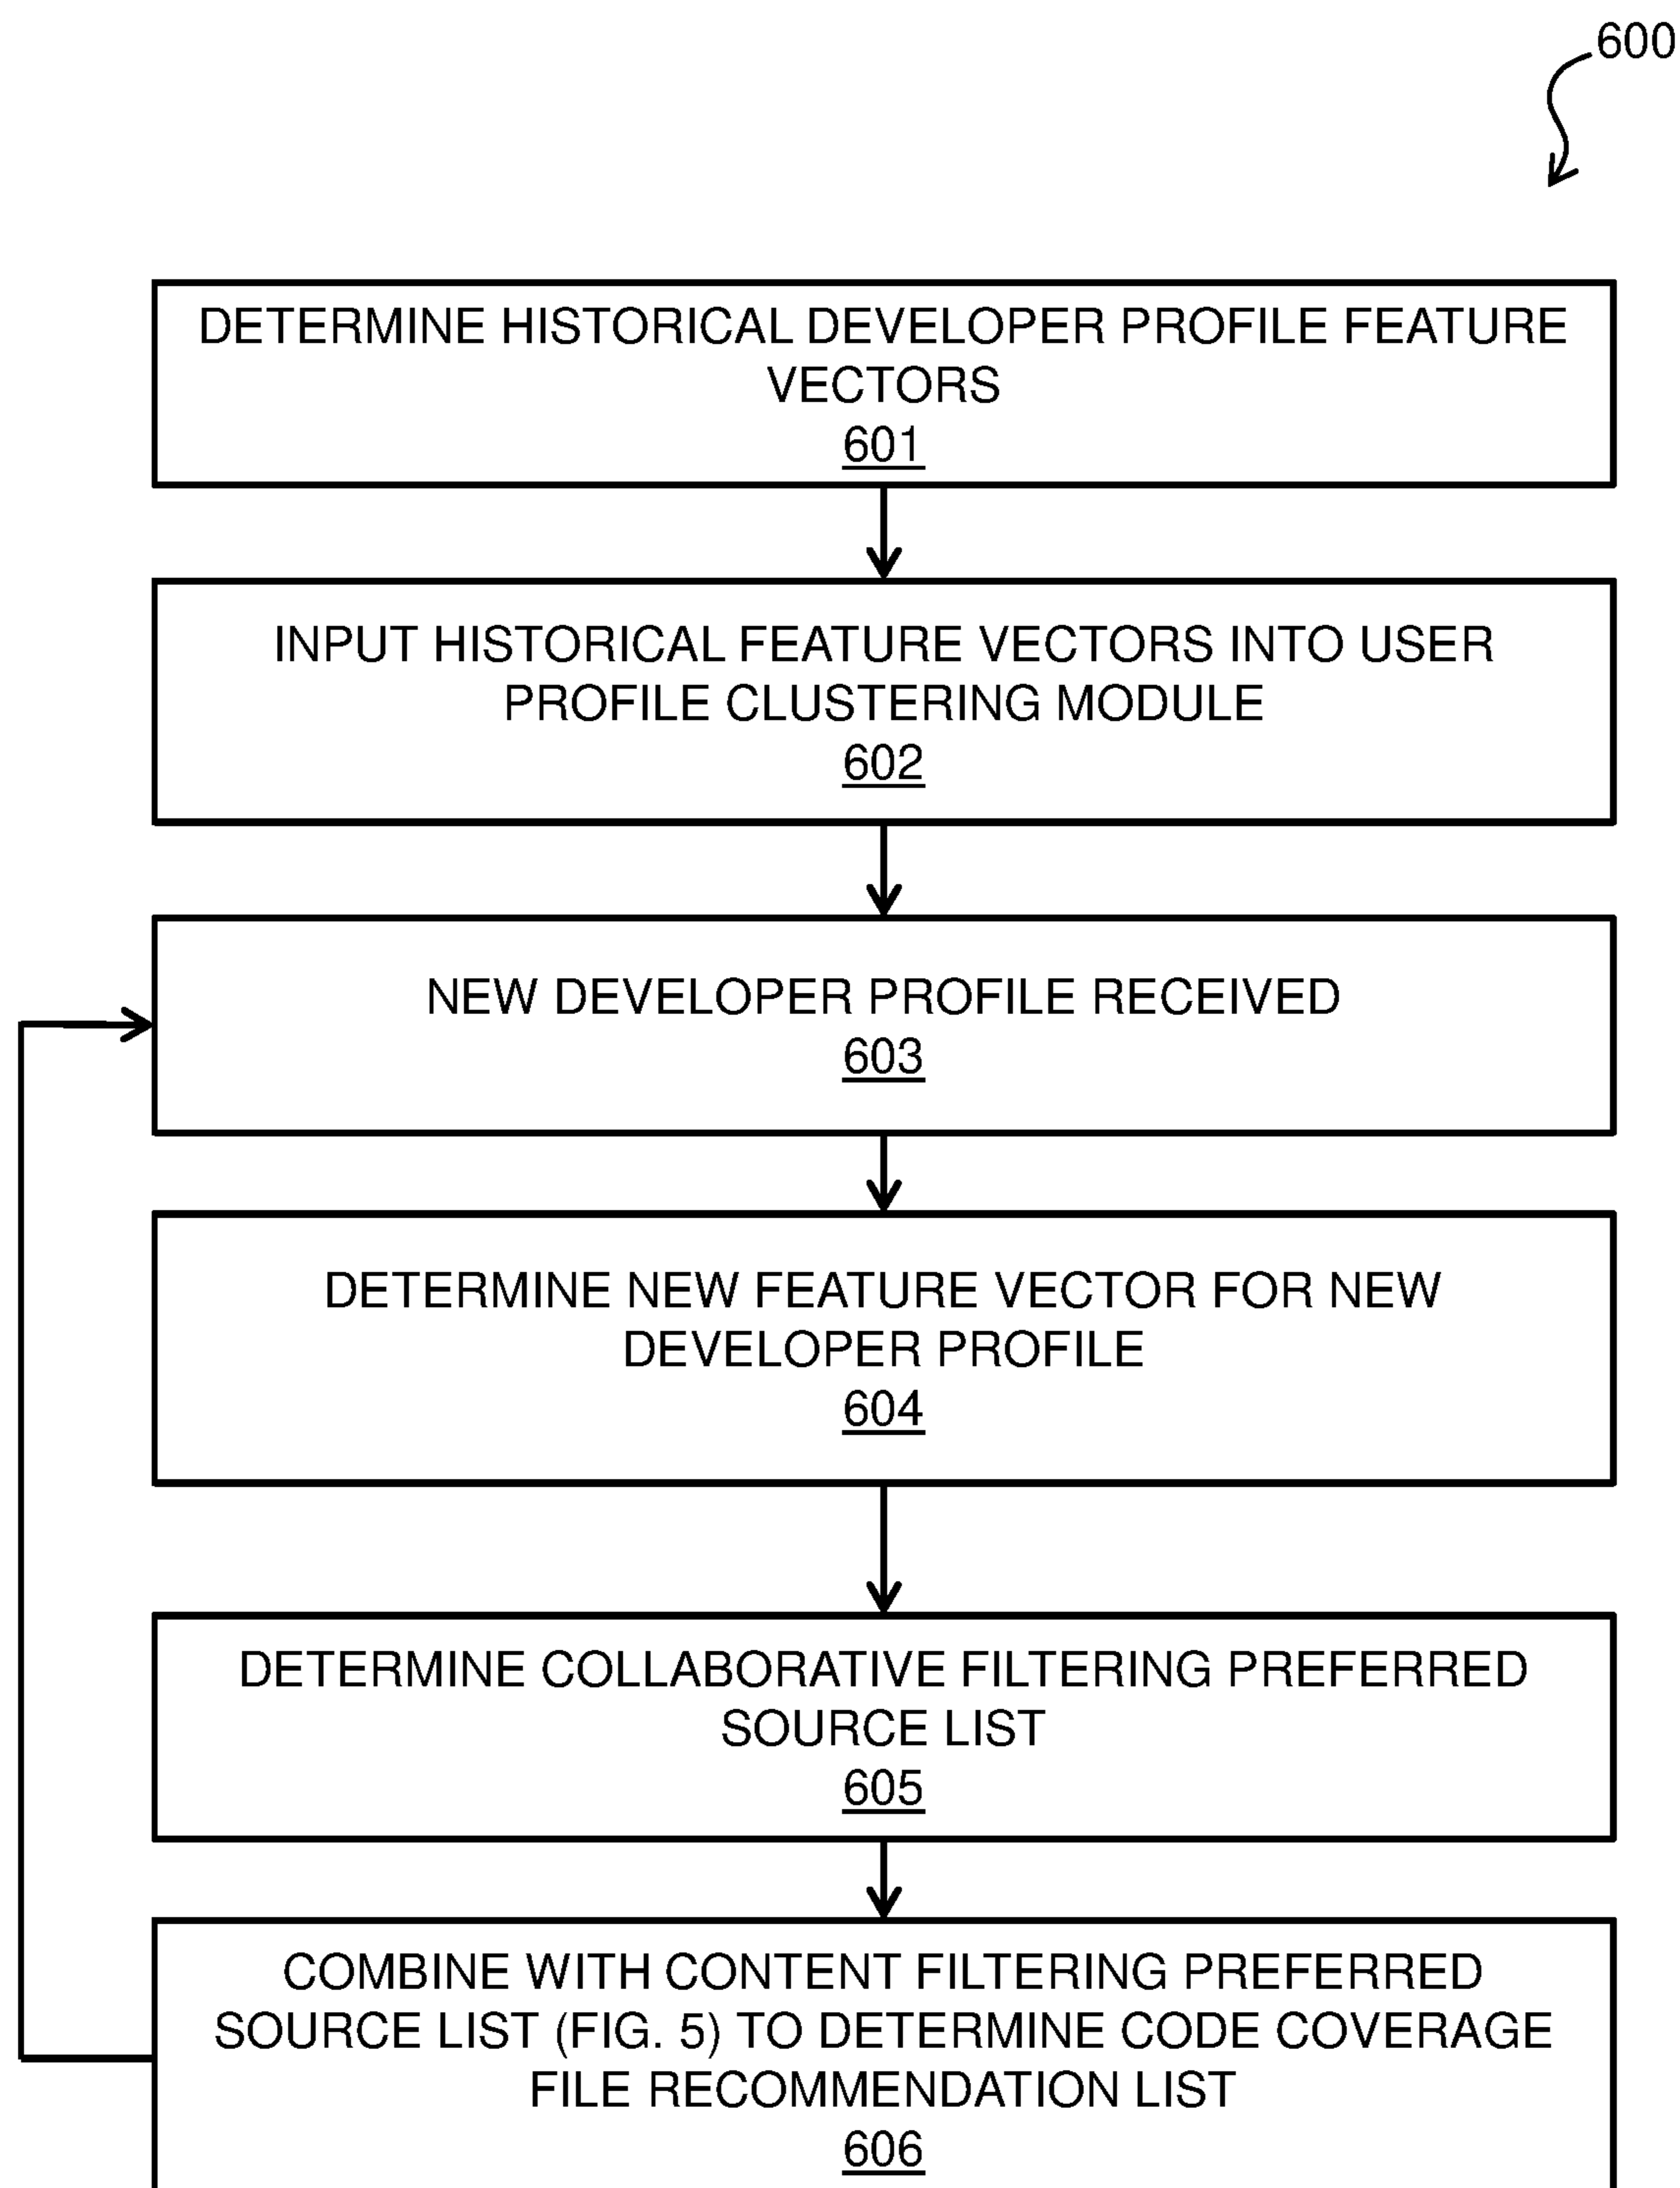 600
DETERMINE HISTORICAL DEVELOPER PROFILE FEATURE
VECTORS
601
INPUT HISTORICAL FEATURE VECTORS INTO USER
PROFILE CLUSTERING MODULE
602
NEW DEVELOPER PROFILE RECEIVED
603
DETERMINE NEW FEATURE VECTOR FOR NEW
DEVELOPER PROFILE
604
DETERMINE COLLABORATIVE FILTERING PREFERRED
SOURCE LIST
605
COMBINE WITH CONTENT FILTERING PREFERRED
SOURCE LIST (FIG. 5) TO DETERMINE CODE COVERAGE
FILE RECOMMENDATION LIST
606